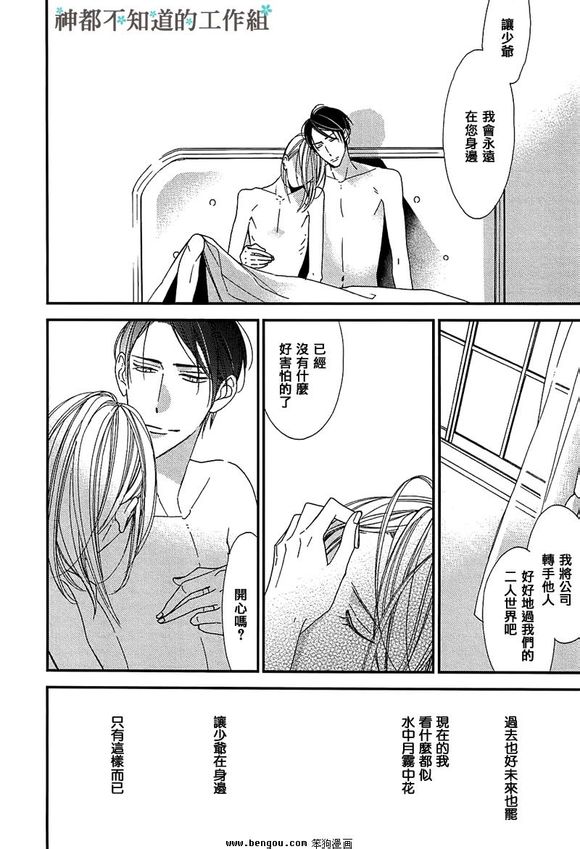 神都不知道的工作組
讓少爺
我會永遠
在您身邊
已經
沒有什麼
好害怕的了
開心嗎？
我將公司
轉手他人
好好地過我們的
二人世界吧
過去也好未來也罷
現在的我
看什麼都似
水中月霧中花
讓少爺在身邊
只有這樣而已
www.bengou.com 笨狗漫画